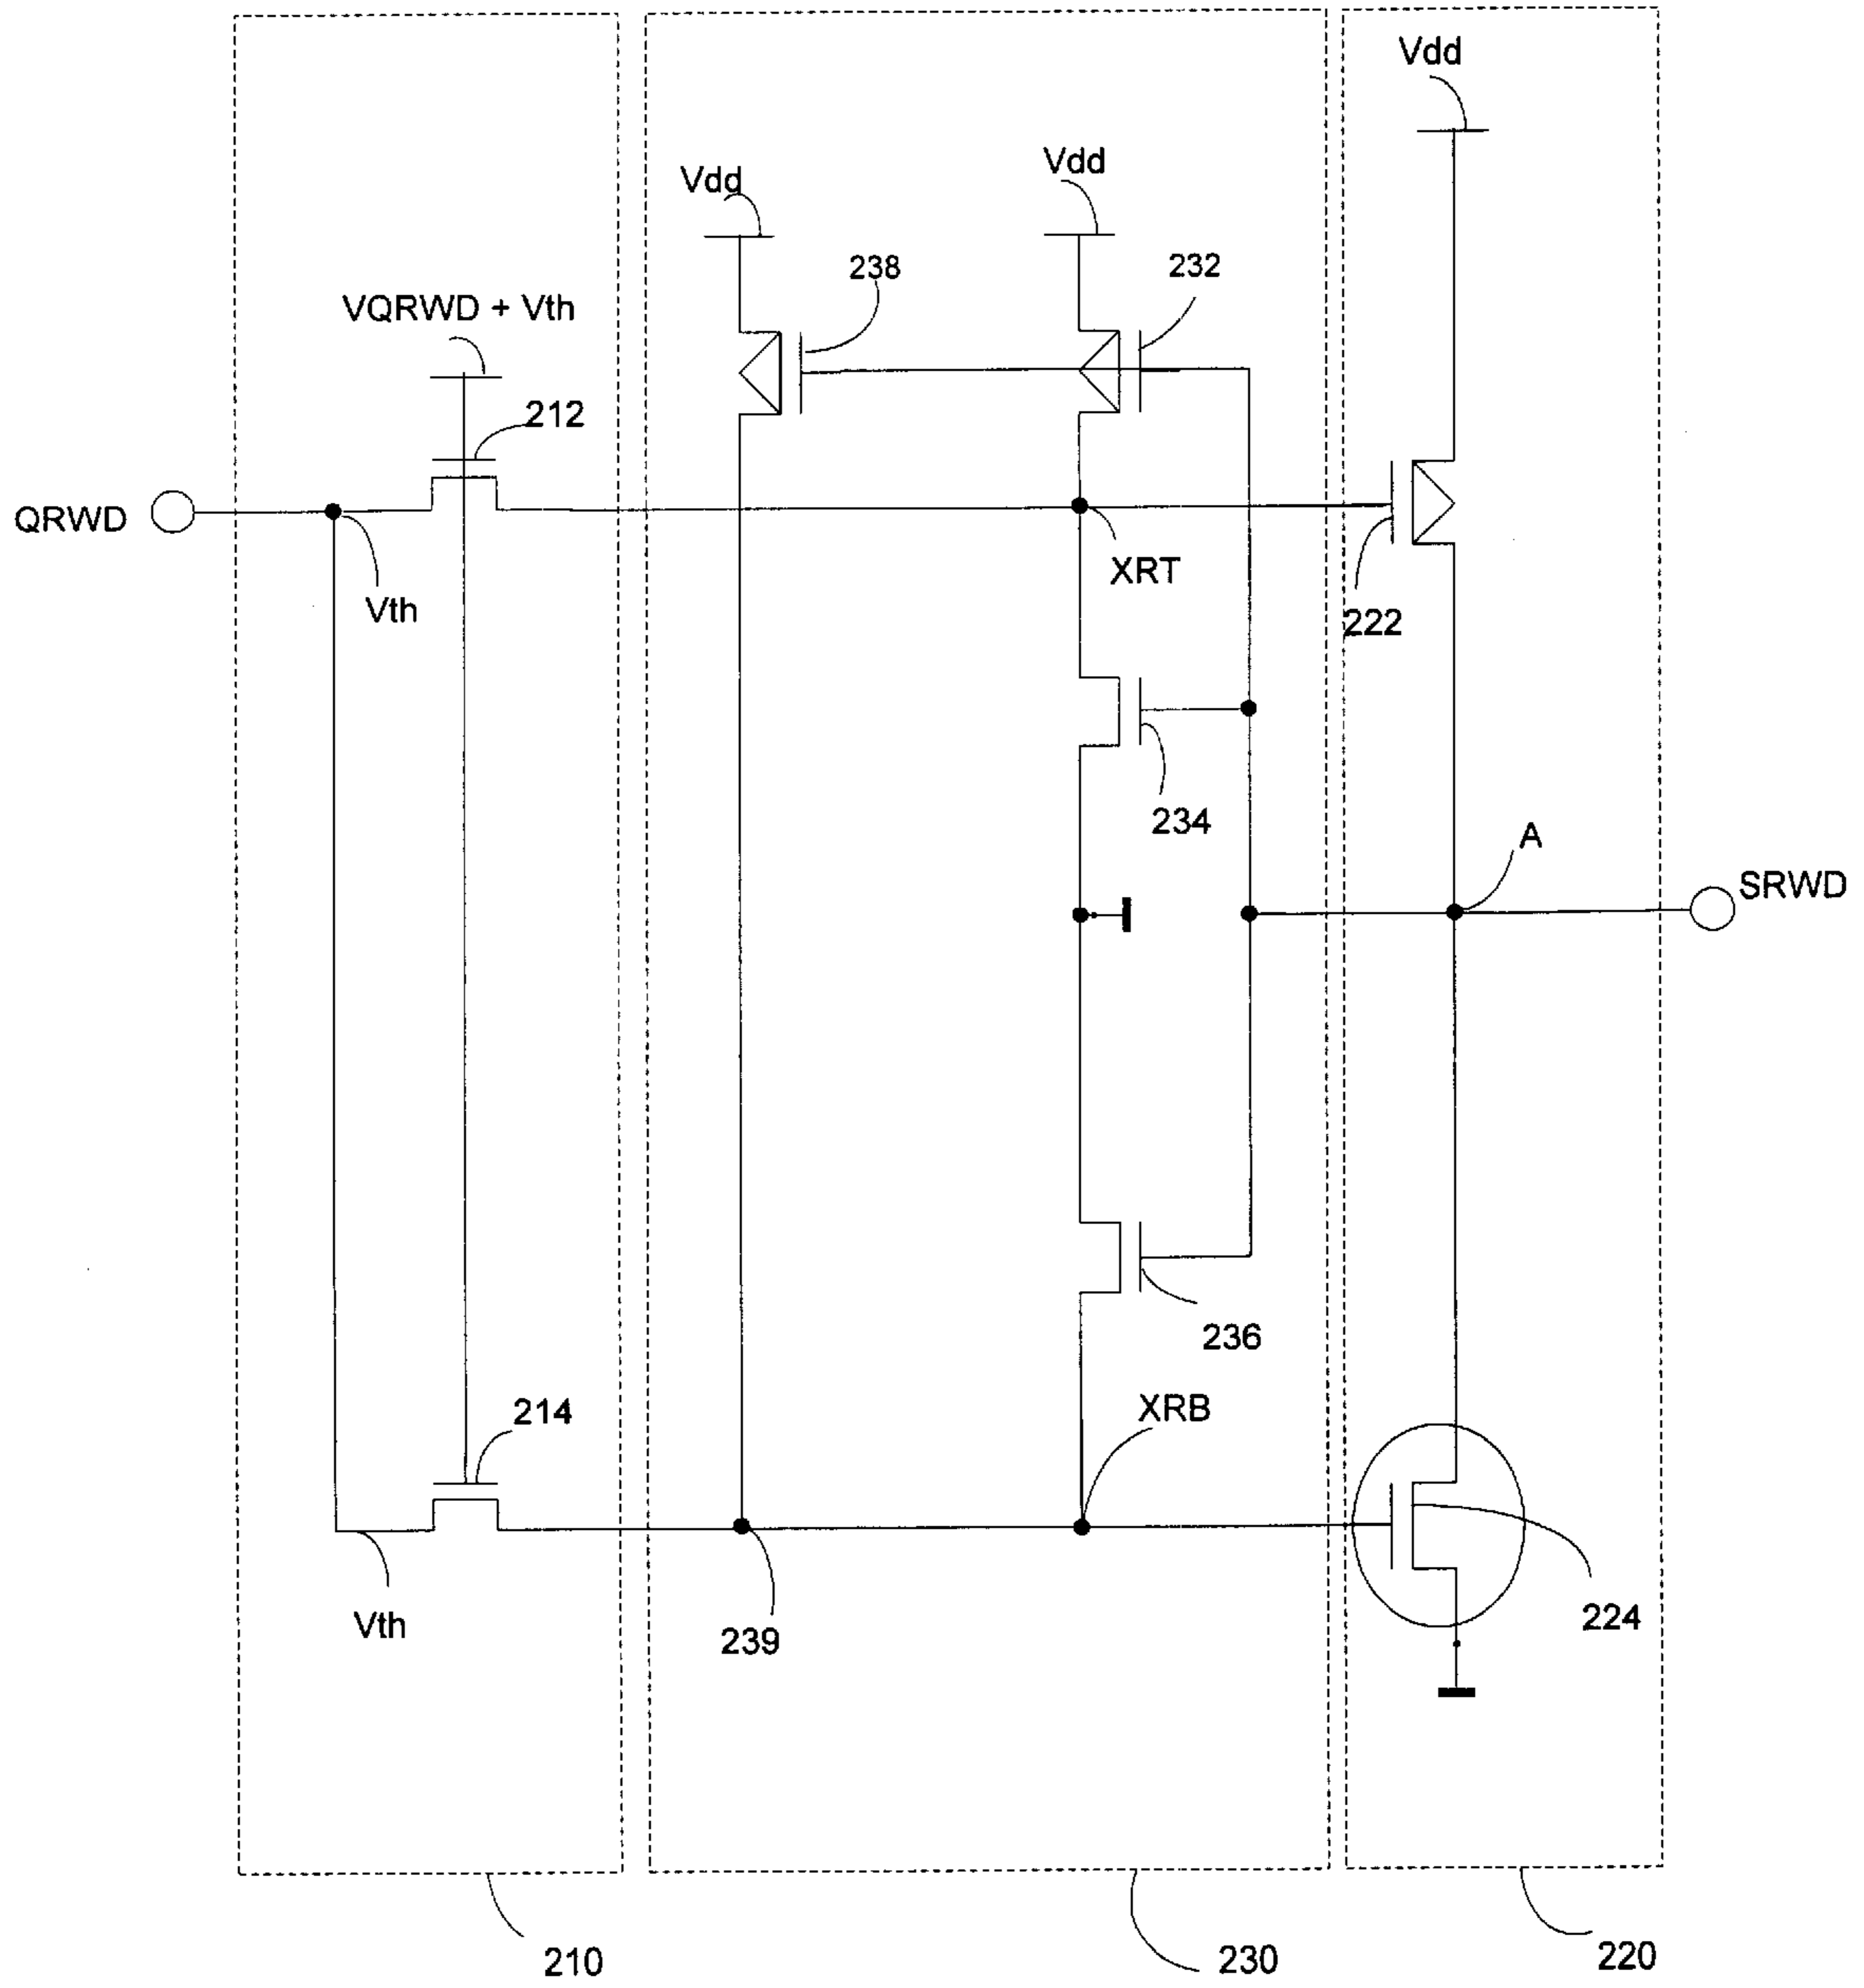 Vdd
Vdd
Vdd
238
232
VQRWD + Vth
212
QRWD
XRT
Vth
222
234
A
SRWD
236
XRB
214
Vth
239
224
210
230
220